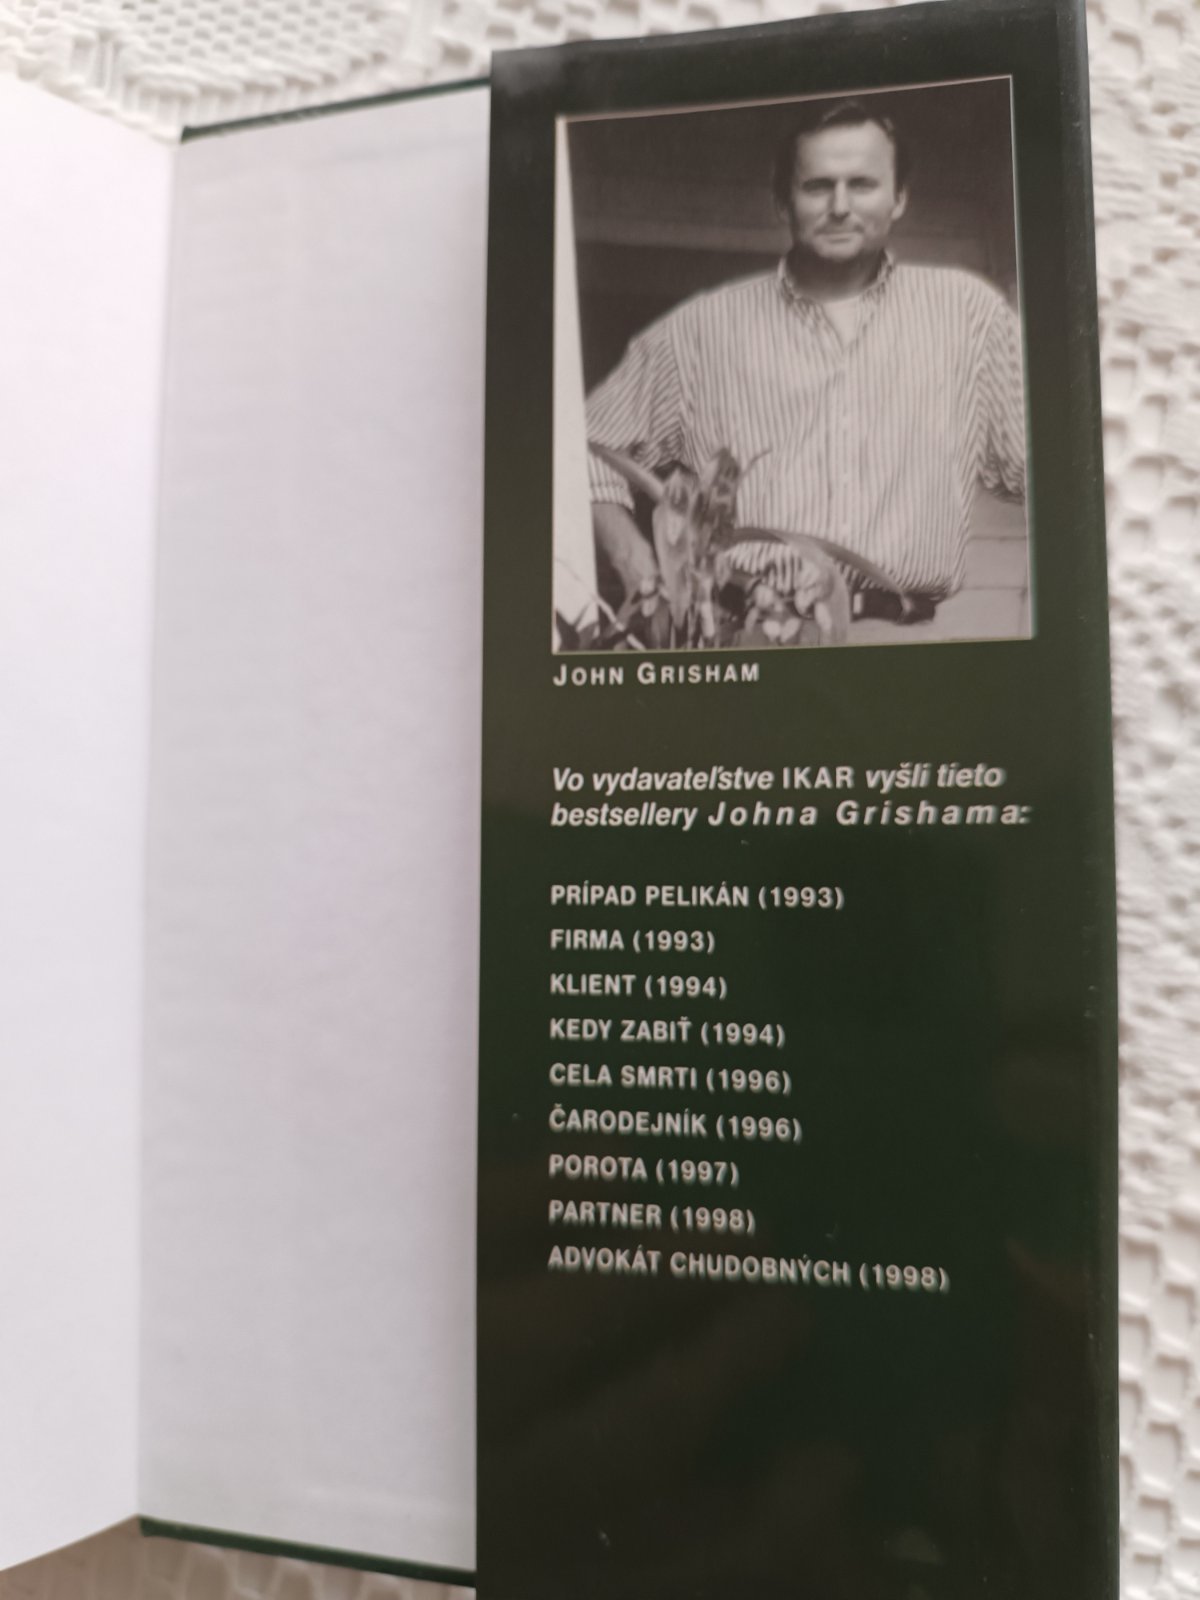 JOHN GRISHAM
Vo vydavateľstve IKAR vyšli tieto
bestsellery Johna Grishama:
PRÍPAD PELIKÁN (1993)
FIRMA (1993)
KLIENT (1994)
KEDY ZABIŤ (1994)
CELA SMRTI (1996)
ČARODEJNÍK (1996)
POROTA (1997)
PARTNER (1998)
ADVOKÁT CHUDOBNÝCH (1998)